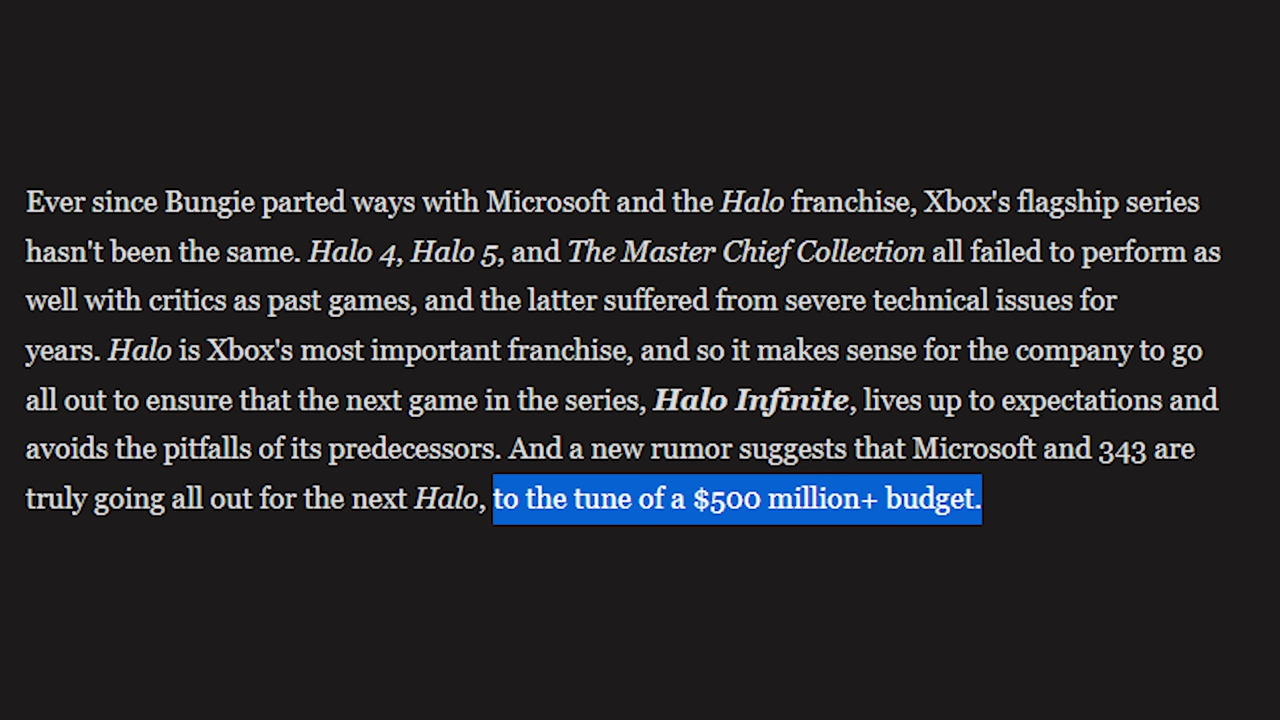 Ever since Bungie parted ways with Microsoft and the Halo franchise, Xbox's flagship series
hasn't been the same. Halo 4, Halo 5, and The Master Chief Collection all failed to perform as
well with critics as past games, and the latter suffered from severe technical issues for
years. Halo is Xbox's most important franchise, and so it makes sense for the company to go
all out to ensure that the next game in the series, Halo Infinite, lives up to expectations and
avoids the pitfalls of its predecessors. And a new rumor suggests that Microsoft and 343 are
truly going all out for the next Halo, to the tune of a $500 million+ budget.